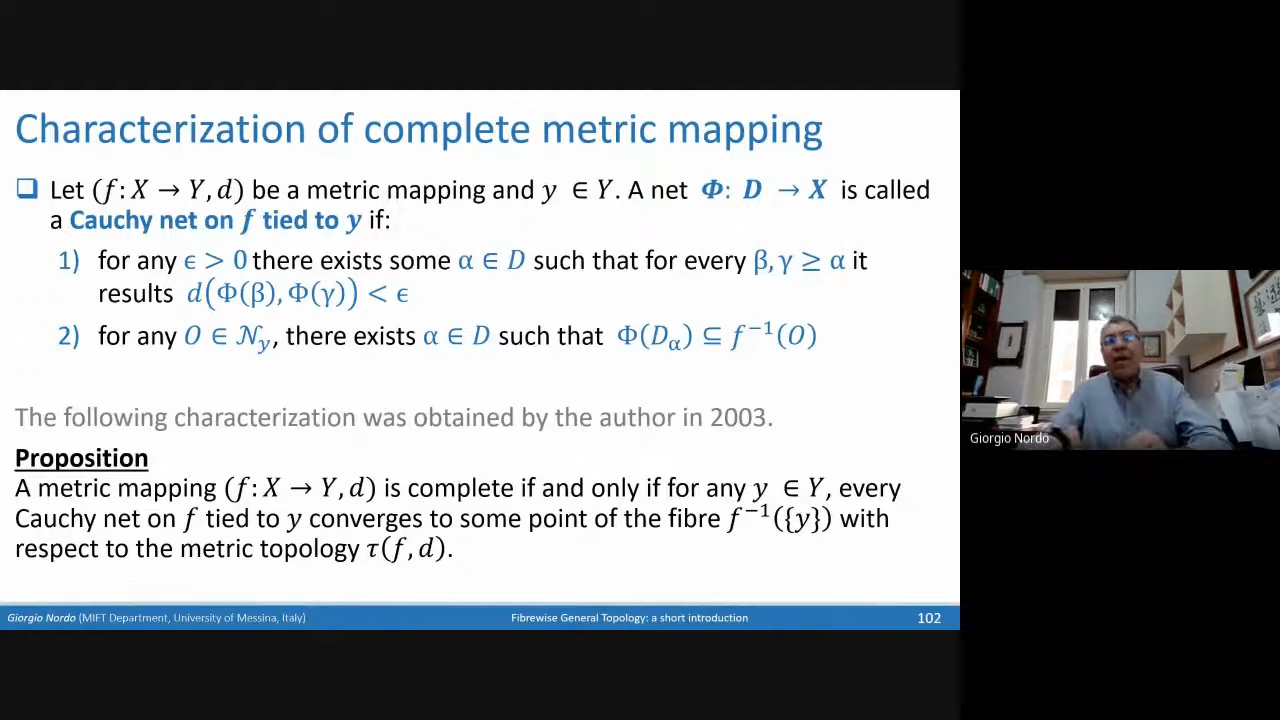 Characterization of complete metric mapping
❑ Let (f: X → Y, d) be a metric mapping and y ∈ Y. A net Φ: D → X is called
a Cauchy net on f tied to y if:
1) for any ϵ > 0 there exists some α ∈ D such that for every β, γ ≥ α it
results d(Φ(β), Φ(γ)) < ϵ
2) for any O ∈ 𝒩_y, there exists α ∈ D such that Φ(D_α) ⊆ f⁻¹(O)
The following characterization was obtained by the author in 2003.
Proposition
A metric mapping (f: X → Y, d) is complete if and only if for any y ∈ Y, every
Cauchy net on f tied to y converges to some point of the fibre f⁻¹({y}) with
respect to the metric topology τ(f, d).
Giorgio Nordo (MIFT Department, University of Messina, Italy)
Fibrewise General Topology: a short introduction
102
Giorgio Nordo